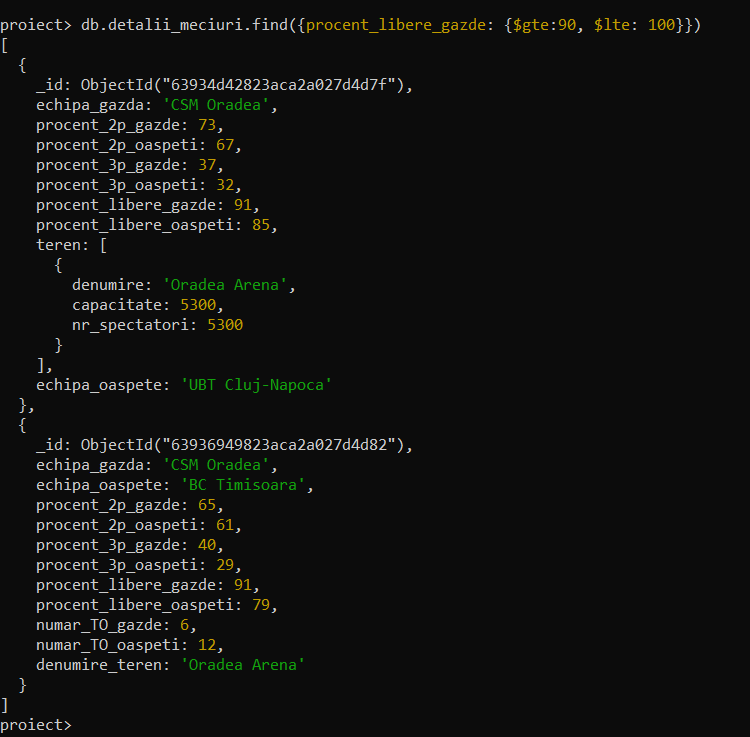 proiect> db.detalii_meciuri.find({procent_libere_gazde: {$gte:90, $lte: 100}})
[
  {
    _id: ObjectId("63934d42823aca2a027d4d7f"),
    echipa_gazda: 'CSM Oradea',
    procent_2p_gazde: 73,
    procent_2p_oaspeti: 67,
    procent_3p_gazde: 37,
    procent_3p_oaspeti: 32,
    procent_libere_gazde: 91,
    procent_libere_oaspeti: 85,
    teren: [
      {
        denumire: 'Oradea Arena',
        capacitate: 5300,
        nr_spectatori: 5300
      }
    ],
    echipa_oaspete: 'UBT Cluj-Napoca'
  },
  {
    _id: ObjectId("63936949823aca2a027d4d82"),
    echipa_gazda: 'CSM Oradea',
    echipa_oaspete: 'BC Timisoara',
    procent_2p_gazde: 65,
    procent_2p_oaspeti: 61,
    procent_3p_gazde: 40,
    procent_3p_oaspeti: 29,
    procent_libere_gazde: 91,
    procent_libere_oaspeti: 79,
    numar_TO_gazde: 6,
    numar_TO_oaspeti: 12,
    denumire_teren: 'Oradea Arena'
  }
]
proiect>